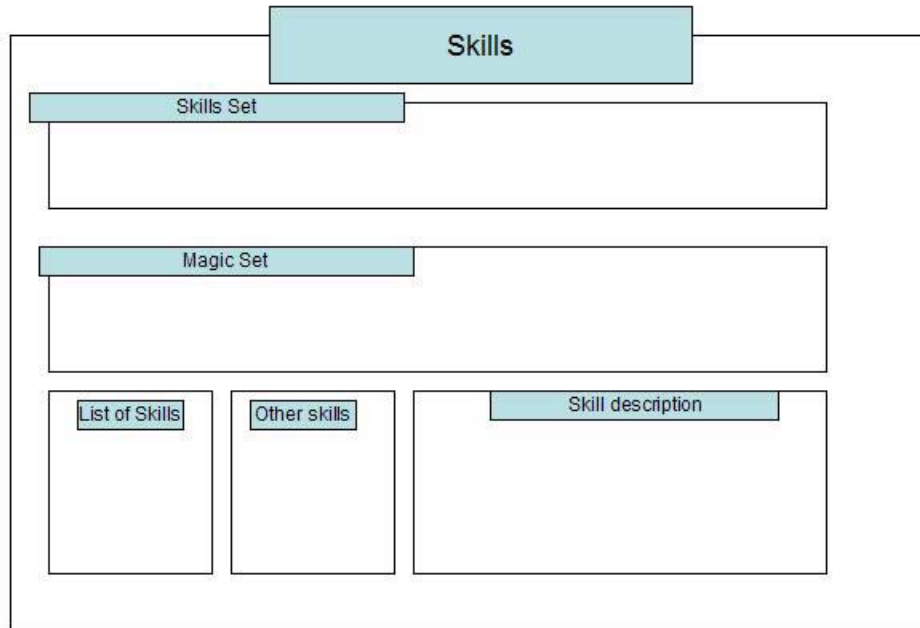 Skills
Skills Set
Magic Set
List of Skills
Other skills
Skill description